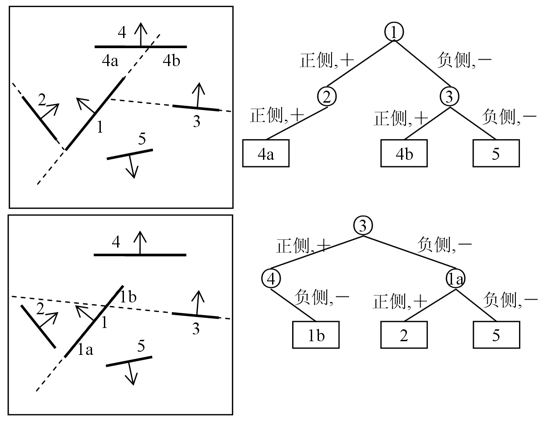 4
4a 4b
2
1
3
5
1
正侧,＋ 负侧,－
2 3
正侧,＋ 正侧,＋ 负侧,－
4a 4b 5
4
1b
2
1
3
1a
5
3
正侧,＋ 负侧,－
4 1a
负侧,－ 正侧,＋ 负侧,－
1b 2 5